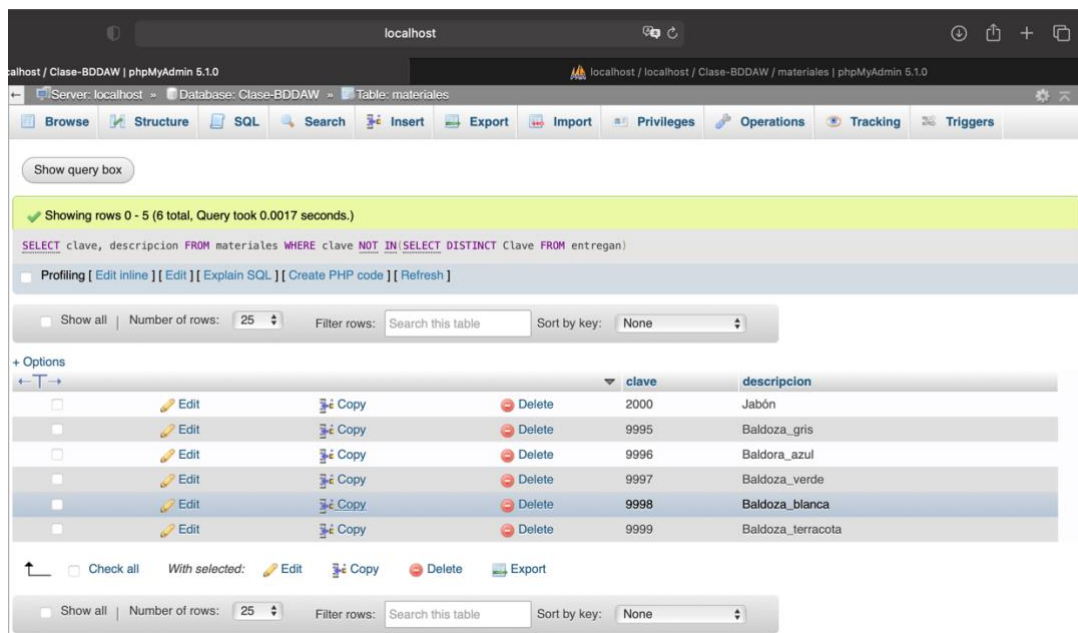 localhost
calhost / Clase-BDDAW | phpMyAdmin 5.1.0
localhost / localhost / Clase-BDDAW / materiales | phpMyAdmin 5.1.0
← Server: localhost » Database: Clase-BDDAW » Table: materiales
Browse Structure SQL Search Insert Export Import Privileges Operations Tracking Triggers
Show query box
Showing rows 0 - 5 (6 total, Query took 0.0017 seconds.)
SELECT clave, descripcion FROM materiales WHERE clave NOT IN(SELECT DISTINCT Clave FROM entregan)
Profiling [ Edit inline ] [ Edit ] [ Explain SQL ] [ Create PHP code ] [ Refresh ]
Show all | Number of rows: 25 Filter rows: Search this table Sort by key: None
+ Options
←T→ clave descripcion
Edit Copy Delete 2000 Jabón
Edit Copy Delete 9995 Baldoza_gris
Edit Copy Delete 9996 Baldora_azul
Edit Copy Delete 9997 Baldoza_verde
Edit Copy Delete 9998 Baldoza_blanca
Edit Copy Delete 9999 Baldoza_terracota
Check all With selected: Edit Copy Delete Export
Show all | Number of rows: 25 Filter rows: Search this table Sort by key: None